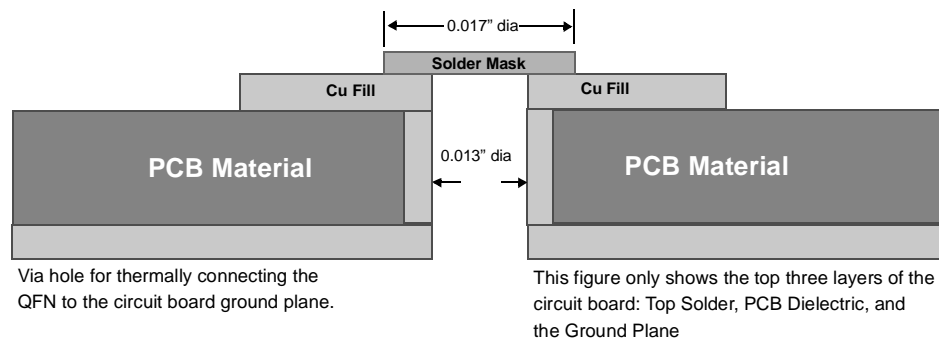 0.017” dia
Solder Mask
Cu Fill
Cu Fill
PCB Material
0.013” dia
PCB Material
Via hole for thermally connecting the
QFN to the circuit board ground plane.
This figure only shows the top three layers of the
circuit board: Top Solder, PCB Dielectric, and
the Ground Plane